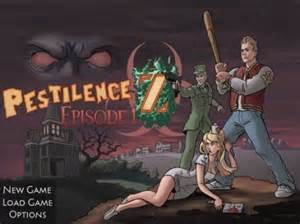 PESTILENCE Z
EPISODE 1
NEW GAME
LOAD GAME
OPTIONS